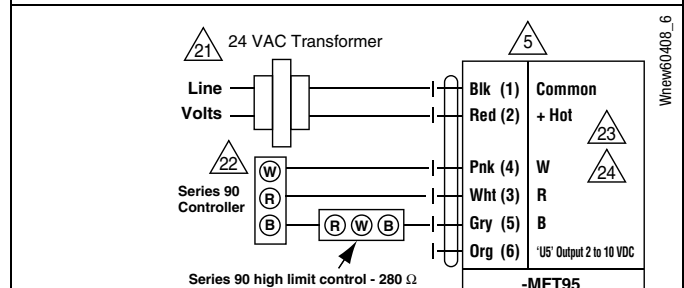 21 24 VAC Transformer
5
Wnew60408_6
Line
Volts
Blk (1) Common
Red (2) + Hot
23
22
Series 90
Controller
W
R
B
R W B
Pnk (4) W
24
Wht (3) R
Gry (5) B
Org (6) 'U5' Output 2 to 10 VDC
Series 90 high limit control - 280 Ω
-MFT95